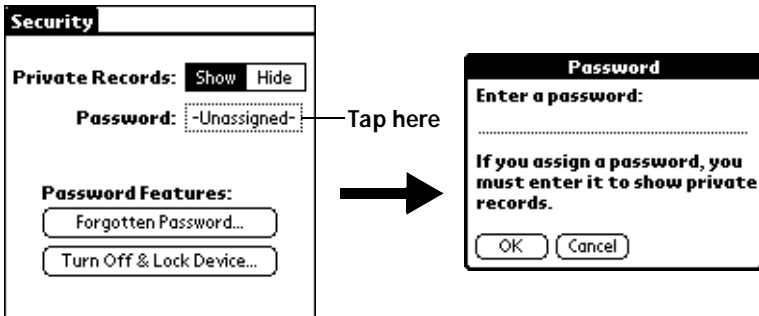 Security
Private Records: Show Hide
Password: -Unassigned-
Tap here
Password Features:
Forgotten Password...
Turn Off & Lock Device...
Password
Enter a password:
If you assign a password, you
must enter it to show private
records.
OK Cancel